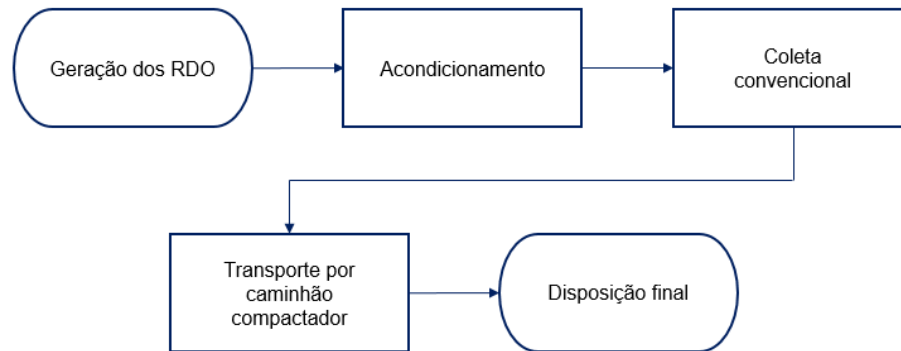 Geração dos RDO
Acondicionamento
Coleta
convencional
Transporte por
caminhão
compactador
Disposição final